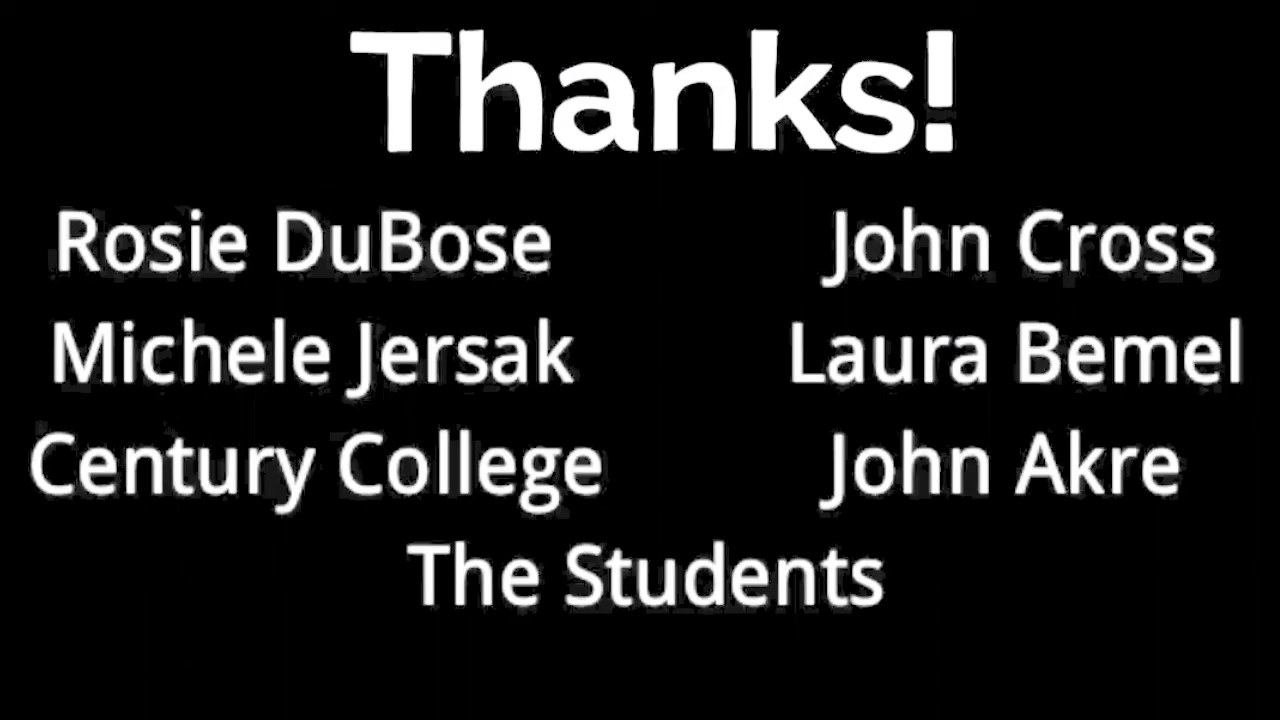 Thanks!
Rosie DuBose
John Cross
Michele Jersak
Laura Bemel
Century College
John Akre
The Students